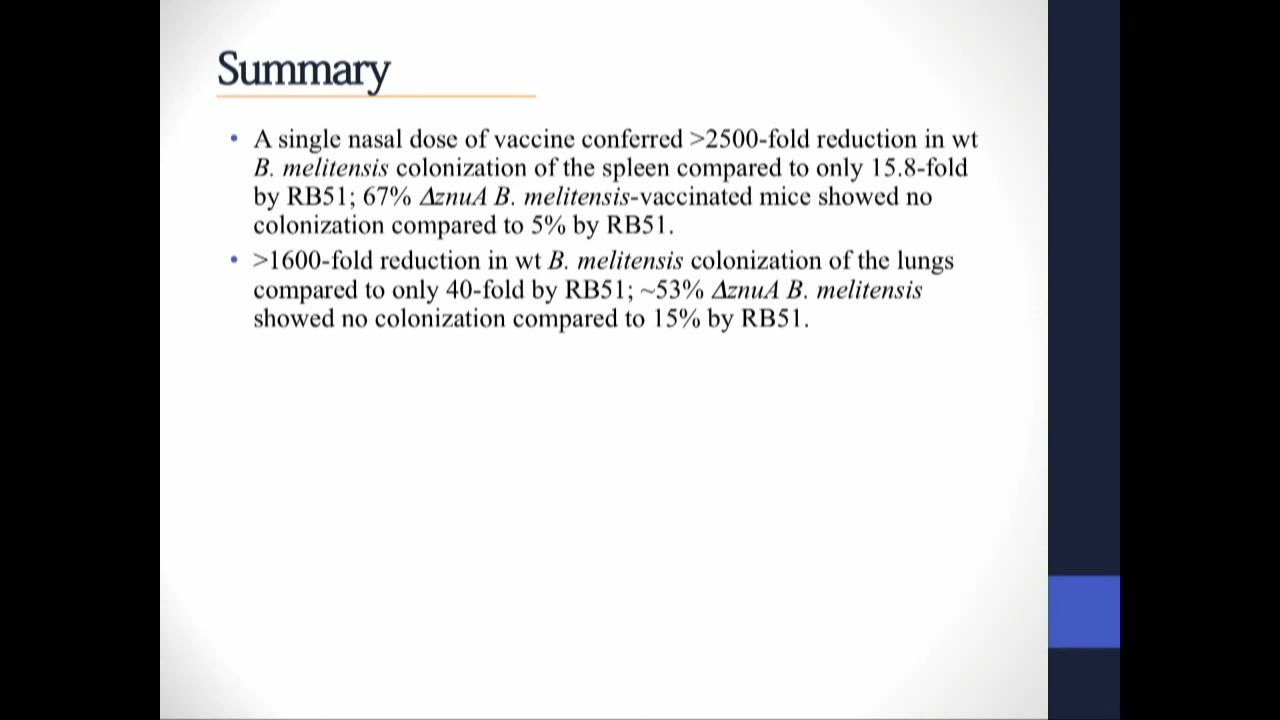 Summary
• A single nasal dose of vaccine conferred >2500-fold reduction in wt
B. melitensis colonization of the spleen compared to only 15.8-fold
by RB51; 67% ΔznuA B. melitensis-vaccinated mice showed no
colonization compared to 5% by RB51.
• >1600-fold reduction in wt B. melitensis colonization of the lungs
compared to only 40-fold by RB51; ~53% ΔznuA B. melitensis
showed no colonization compared to 15% by RB51.